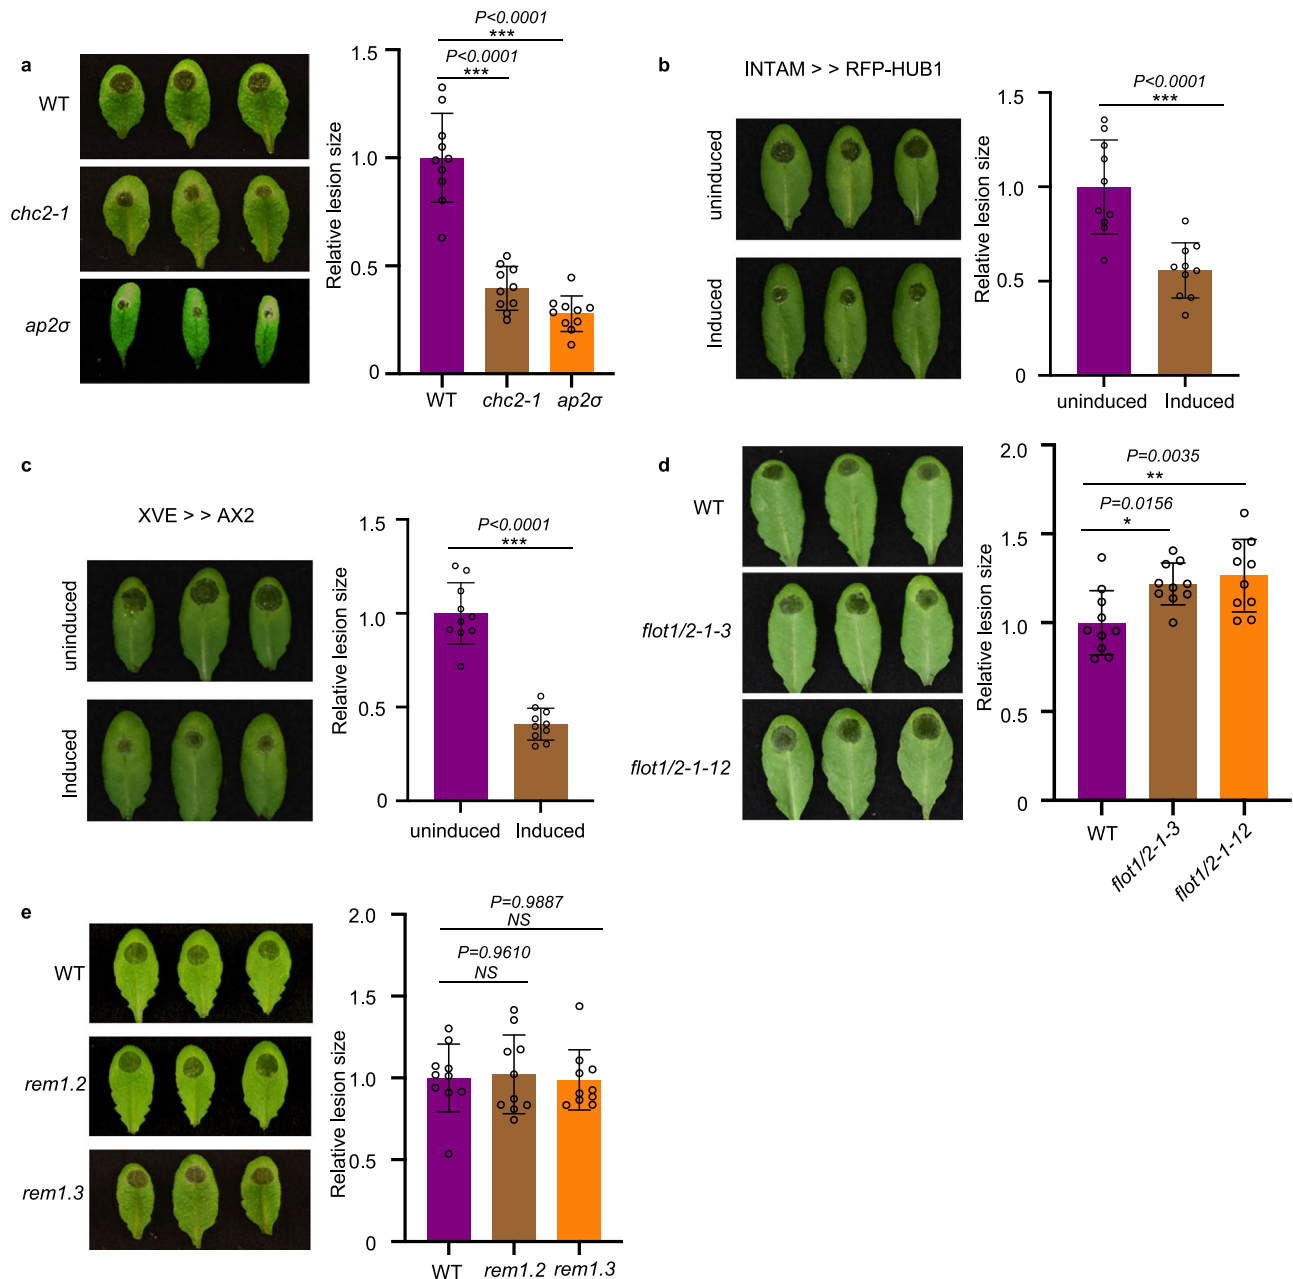 a
WT
chc2-1
ap2σ
Relative lesion size
1.5
1.0
0.5
0
P<0.0001
***
P<0.0001
***
WT chc2-1 ap2σ
b
INTAM > > RFP-HUB1
uninduced
Induced
Relative lesion size
1.5
1.0
0.5
0
P<0.0001
***
uninduced Induced
c
XVE > > AX2
uninduced
Induced
Relative lesion size
1.5
1.0
0.5
0
P<0.0001
***
uninduced Induced
d
WT
flot1/2-1-3
flot1/2-1-12
Relative lesion size
2.0
1.5
1.0
0.5
0
P=0.0035
**
P=0.0156
*
WT
flot1/2-1-3
flot1/2-1-12
e
WT
rem1.2
rem1.3
Relative lesion size
2.0
1.5
1.0
0.5
0
P=0.9887
NS
P=0.9610
NS
WT rem1.2 rem1.3